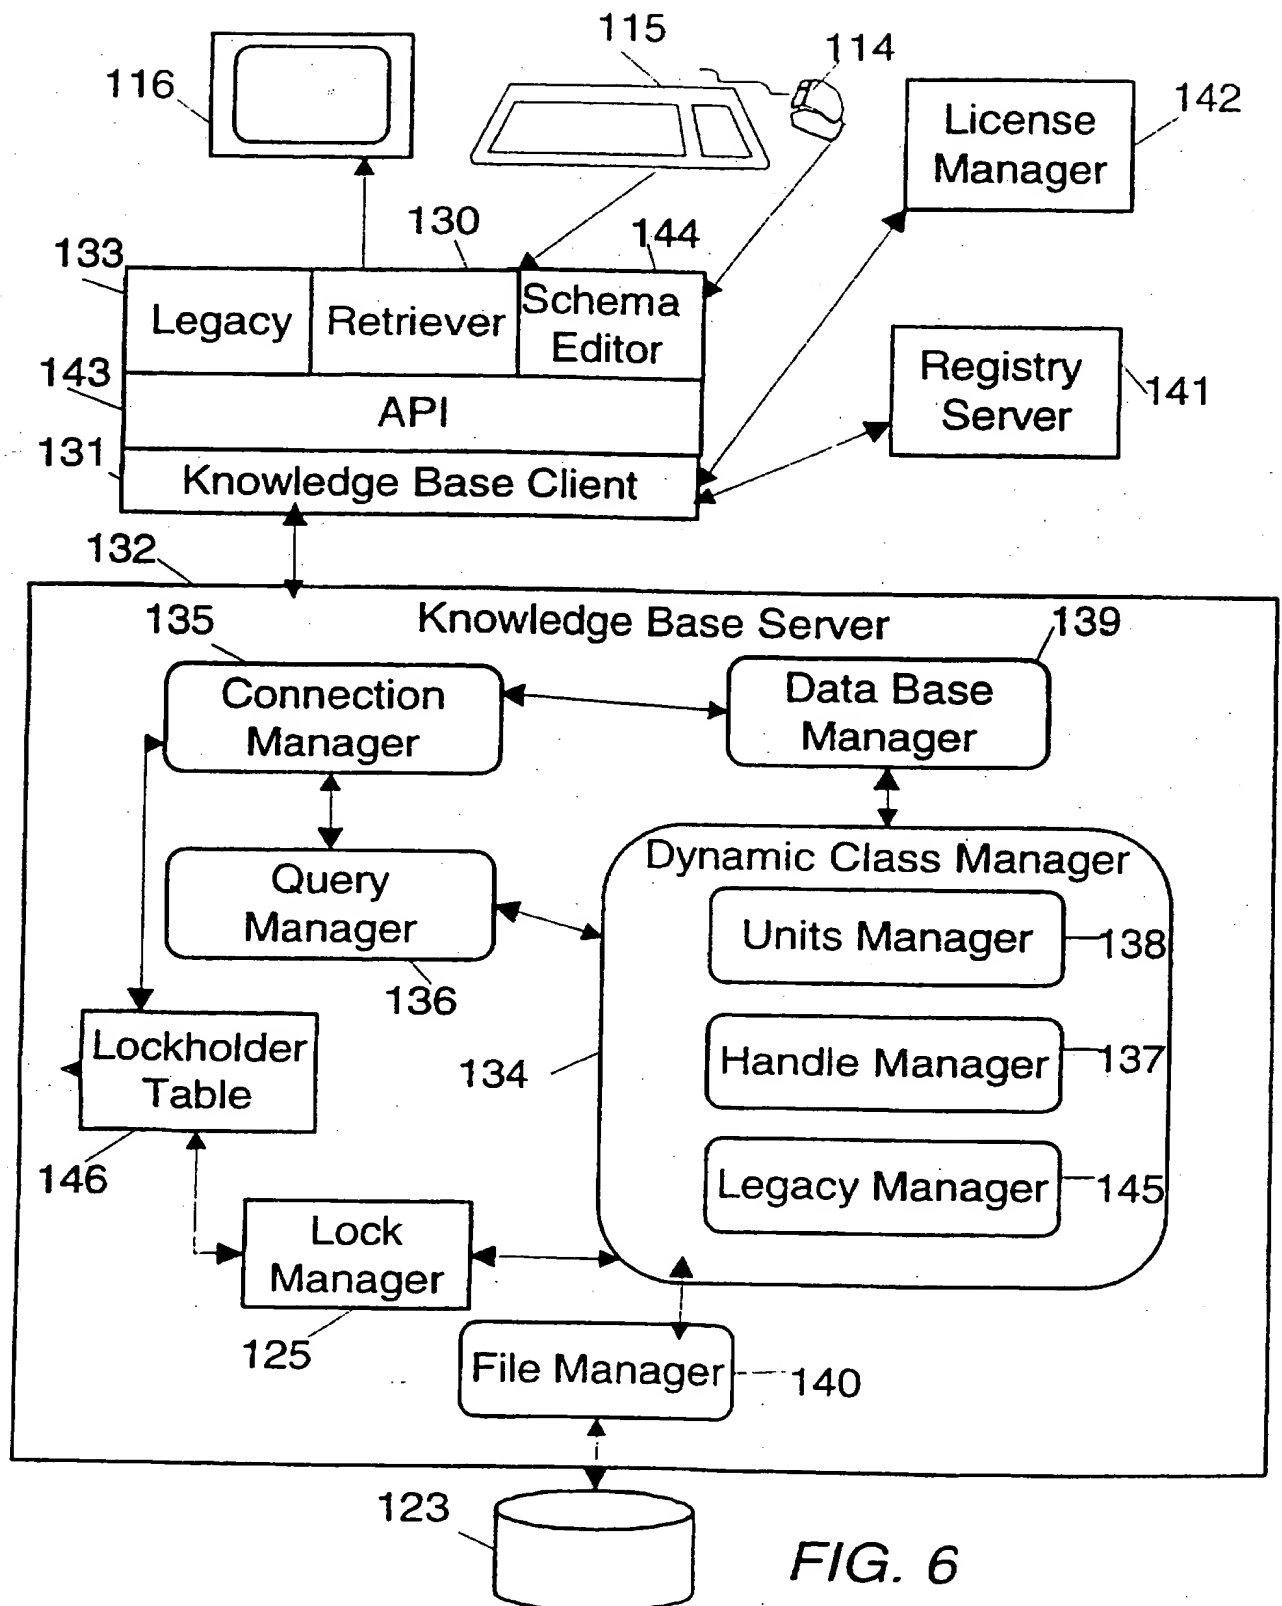 115
114
116
License
Manager
142
130
144
133
Legacy
Retriever
Schema
Editor
143
API
Registry
Server
141
131
Knowledge Base Client
132
Knowledge Base Server
135
139
Connection
Manager
Data Base
Manager
Query
Manager
136
Dynamic Class Manager
Units Manager
138
Lockholder
Table
134
Handle Manager
137
146
Legacy Manager
145
Lock
Manager
125
File Manager
140
123
FIG. 6